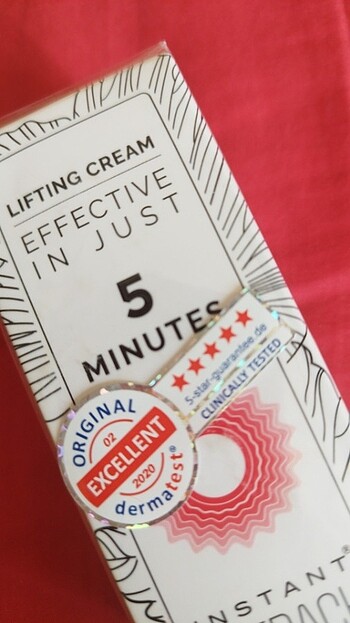 LIFTING CREAM
EFFECTIVE
IN JUST
5
MINUTES
5-star-guarantee.de
CLINICALLY TESTED
ORIGINAL
02
EXCELLENT
2020
dermatest®
INSTANT®